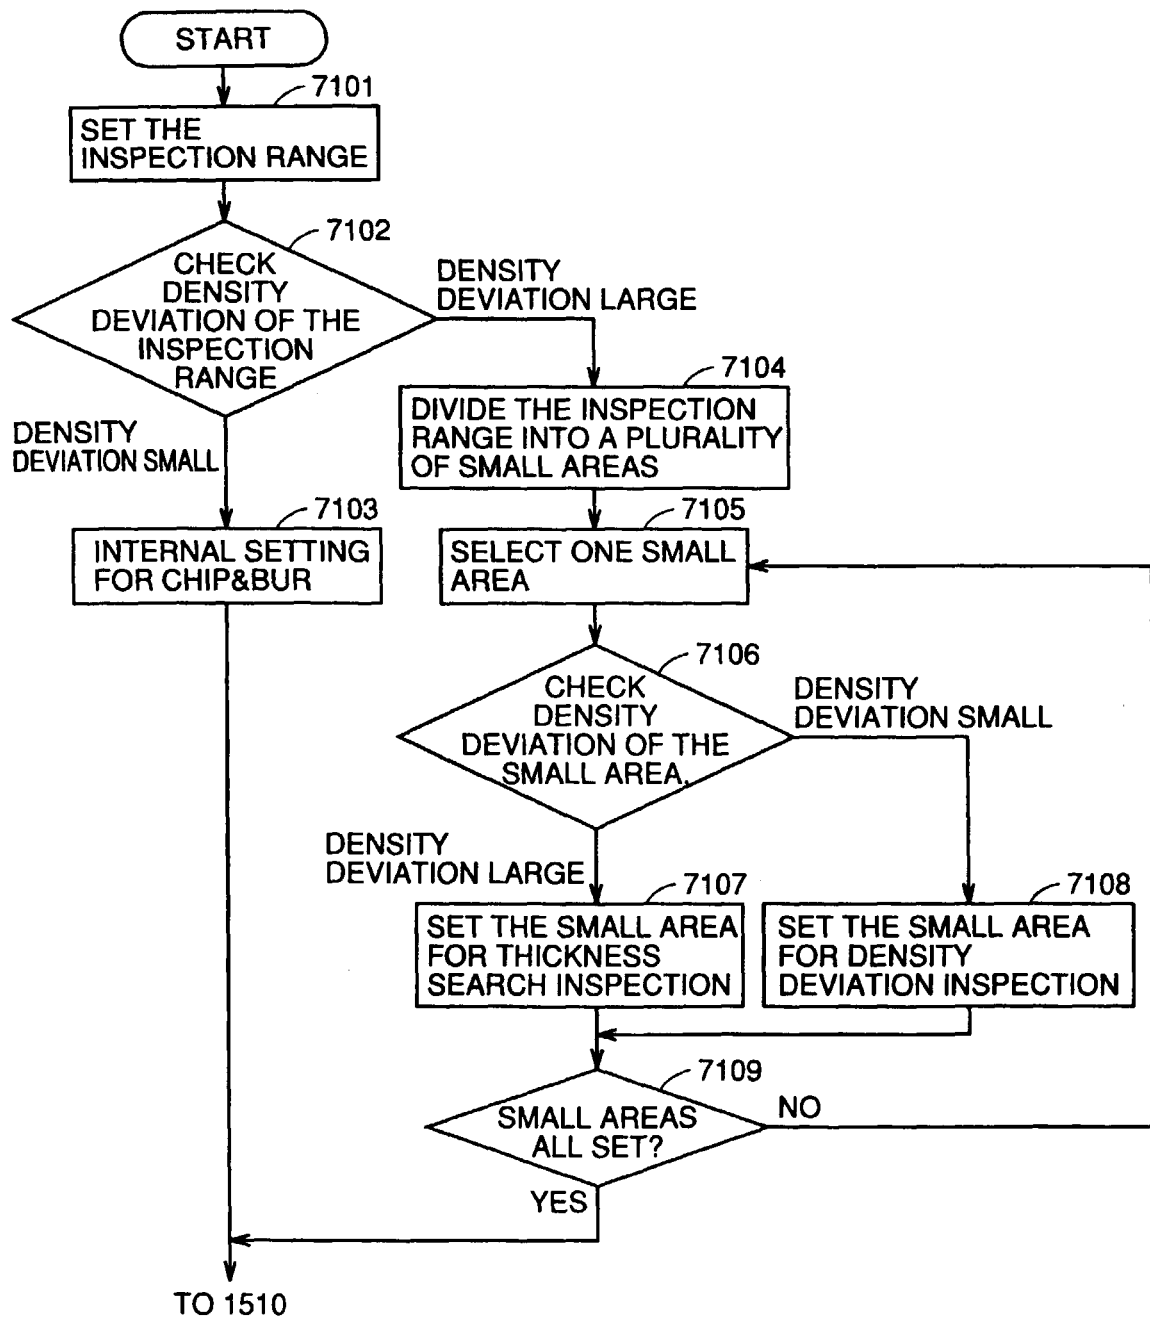 START
7101
SET THE
INSPECTION RANGE
7102
CHECK
DENSITY
DEVIATION OF THE
INSPECTION
RANGE
DENSITY
DEVIATION LARGE
DENSITY
DEVIATION SMALL
7104
DIVIDE THE INSPECTION
RANGE INTO A PLURALITY
OF SMALL AREAS
7103
INTERNAL SETTING
FOR CHIP&BUR
7105
SELECT ONE SMALL
AREA
7106
CHECK
DENSITY
DEVIATION OF THE
SMALL AREA.
DENSITY
DEVIATION SMALL
DENSITY
DEVIATION LARGE
7107
SET THE SMALL AREA
FOR THICKNESS
SEARCH INSPECTION
7108
SET THE SMALL AREA
FOR DENSITY
DEVIATION INSPECTION
7109
SMALL AREAS
ALL SET?
NO
YES
TO 1510